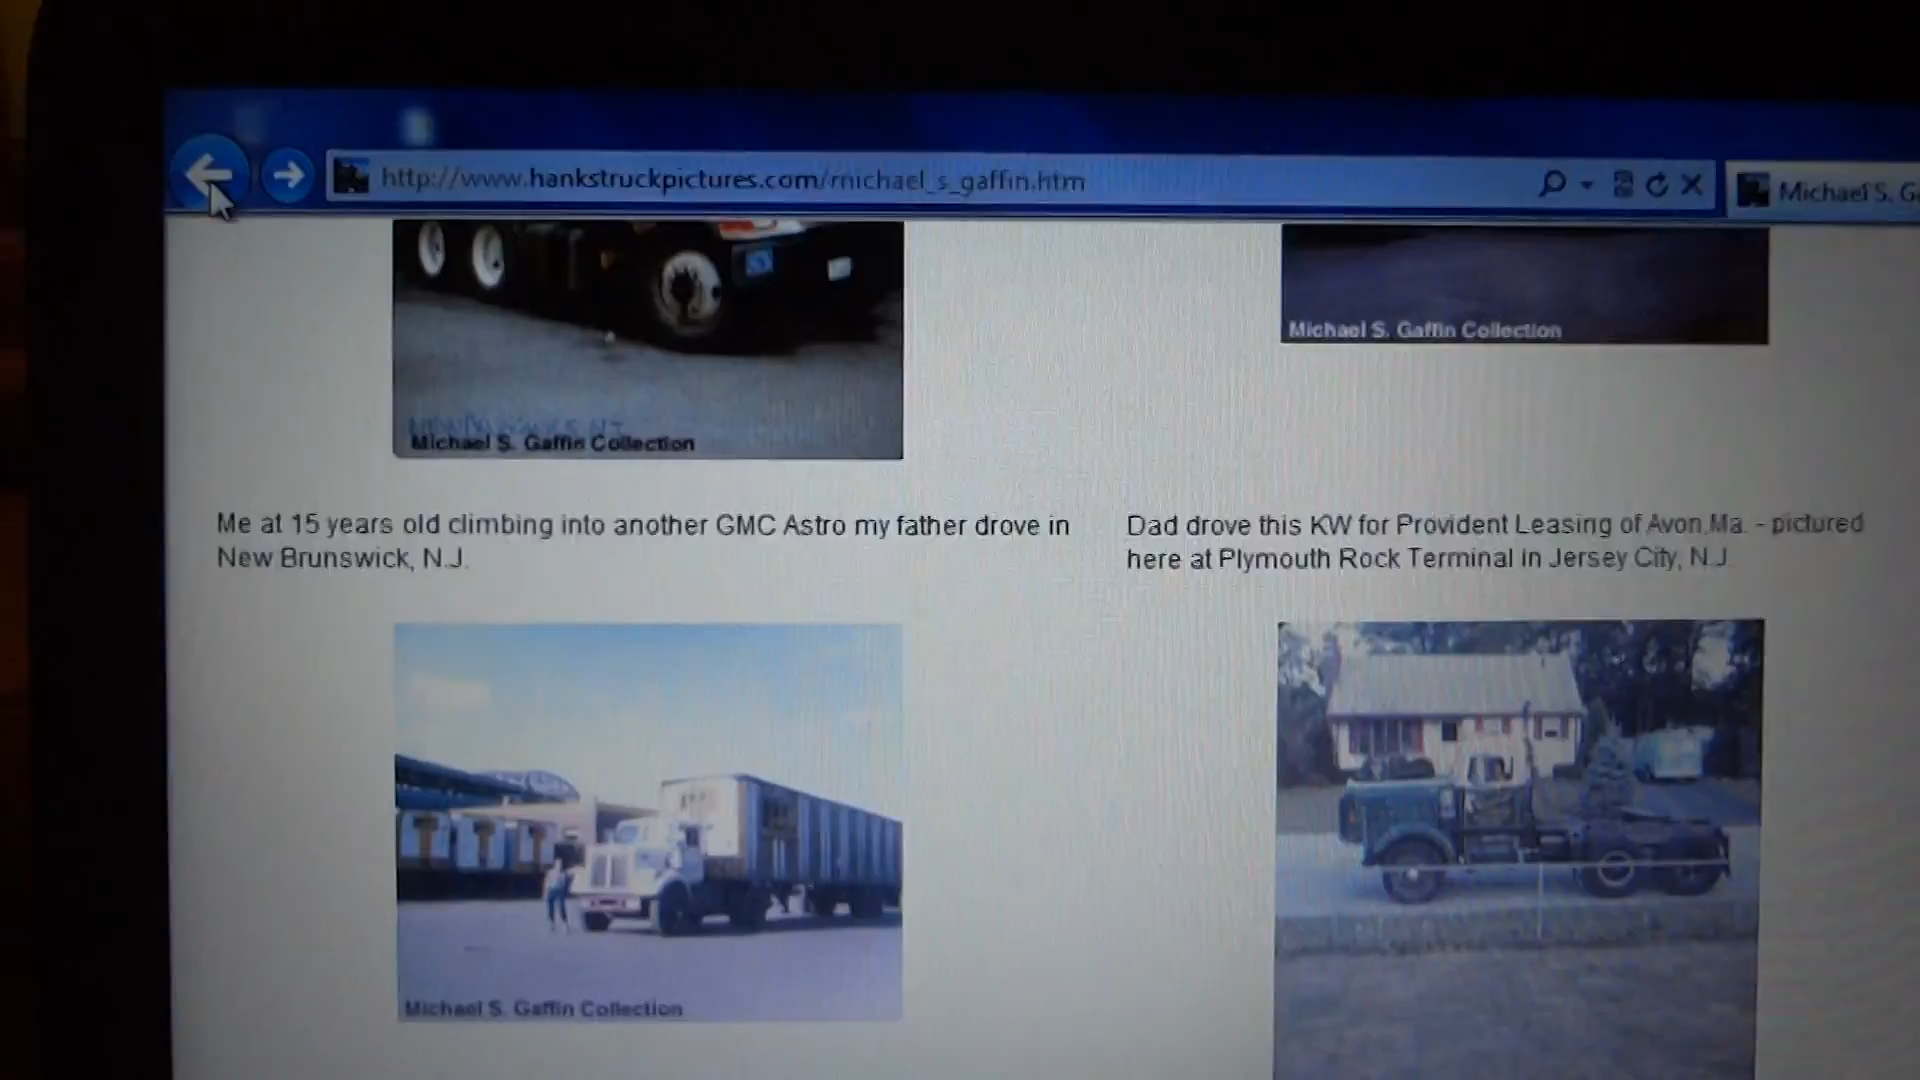 http://www.hankstruckpictures.com/michael_s_gaffin.htm
Michael S. Ga
Michael S. Gaffin Collection
Michael S. Gaffin Collection
Me at 15 years old climbing into another GMC Astro my father drove in
New Brunswick, N.J.
Dad drove this KW for Provident Leasing of Avon,Ma. - pictured
here at Plymouth Rock Terminal in Jersey City, N.J.
T T T
Michael S. Gaffin Collection